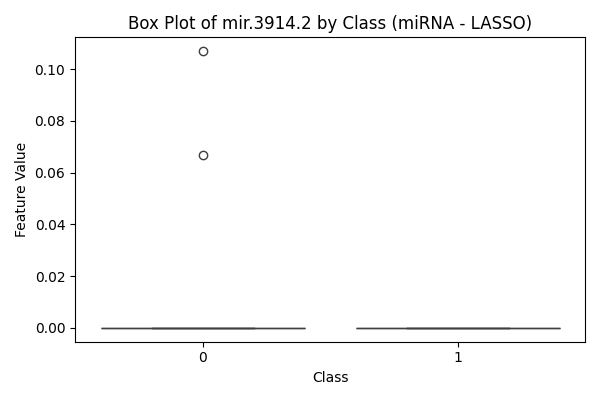 Box Plot of mir.3914.2 by Class (miRNA - LASSO)
Feature Value
0.10
0.08
0.06
0.04
0.02
0.00
0 1
Class